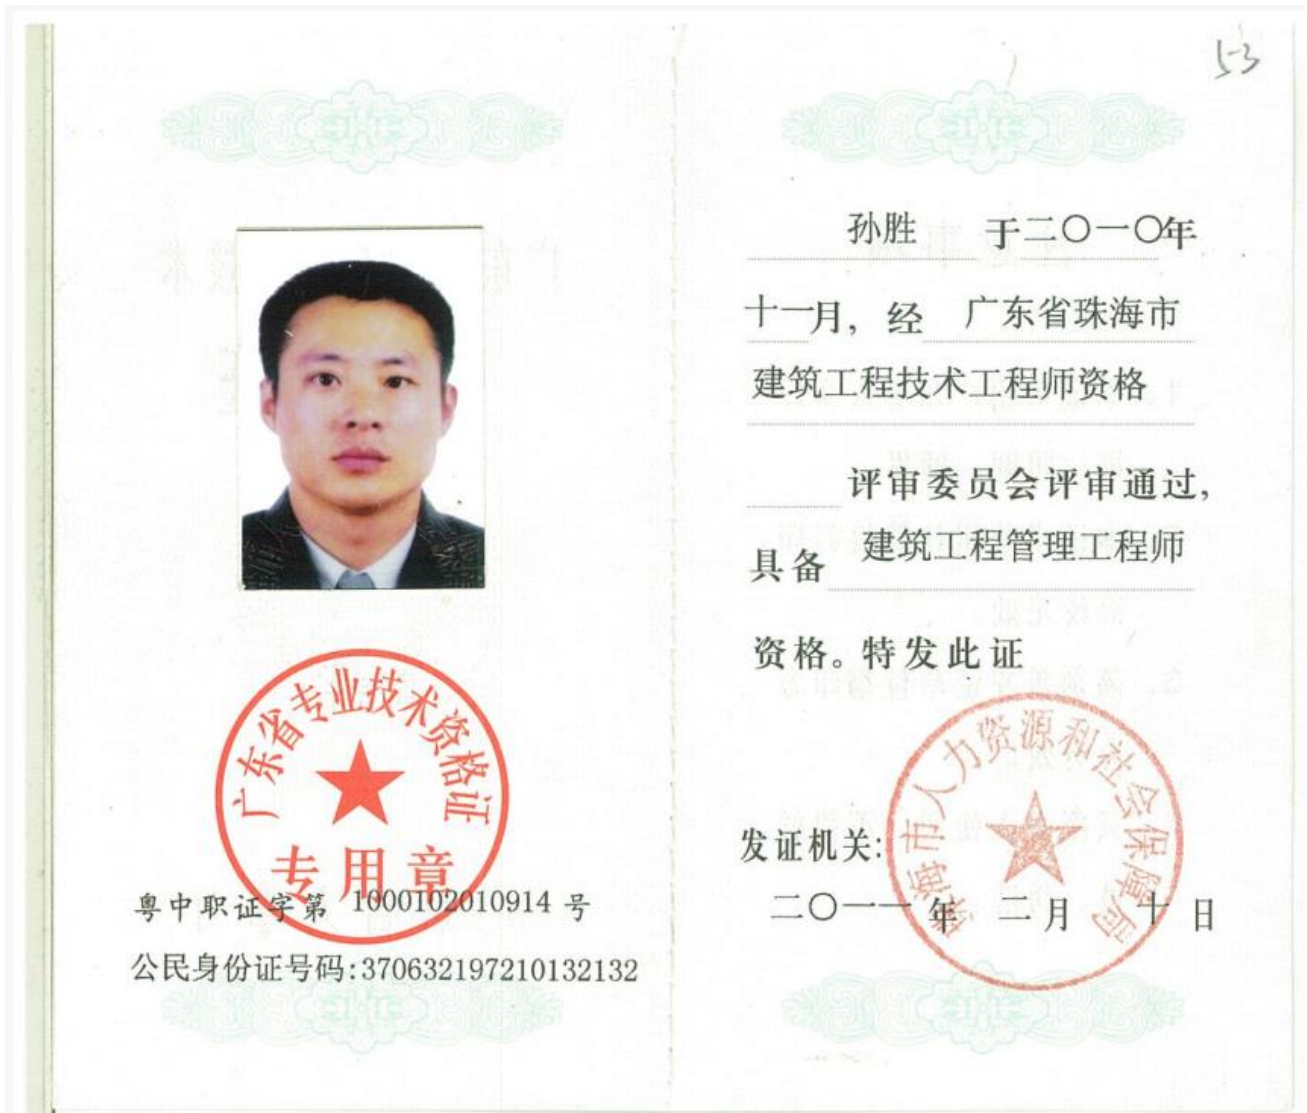 53
广东省专业技术资格证
专用章
粤中职证字第 1000102010914 号
公民身份证号码:370632197210132132
孙胜 于二〇一〇年
十一月，经 广东省珠海市
建筑工程技术工程师资格
评审委员会评审通过，
具备 建筑工程管理工程师
资格。特发此证
珠海市人力资源和社会保障局
发证机关:
二〇一一年 二月 十日